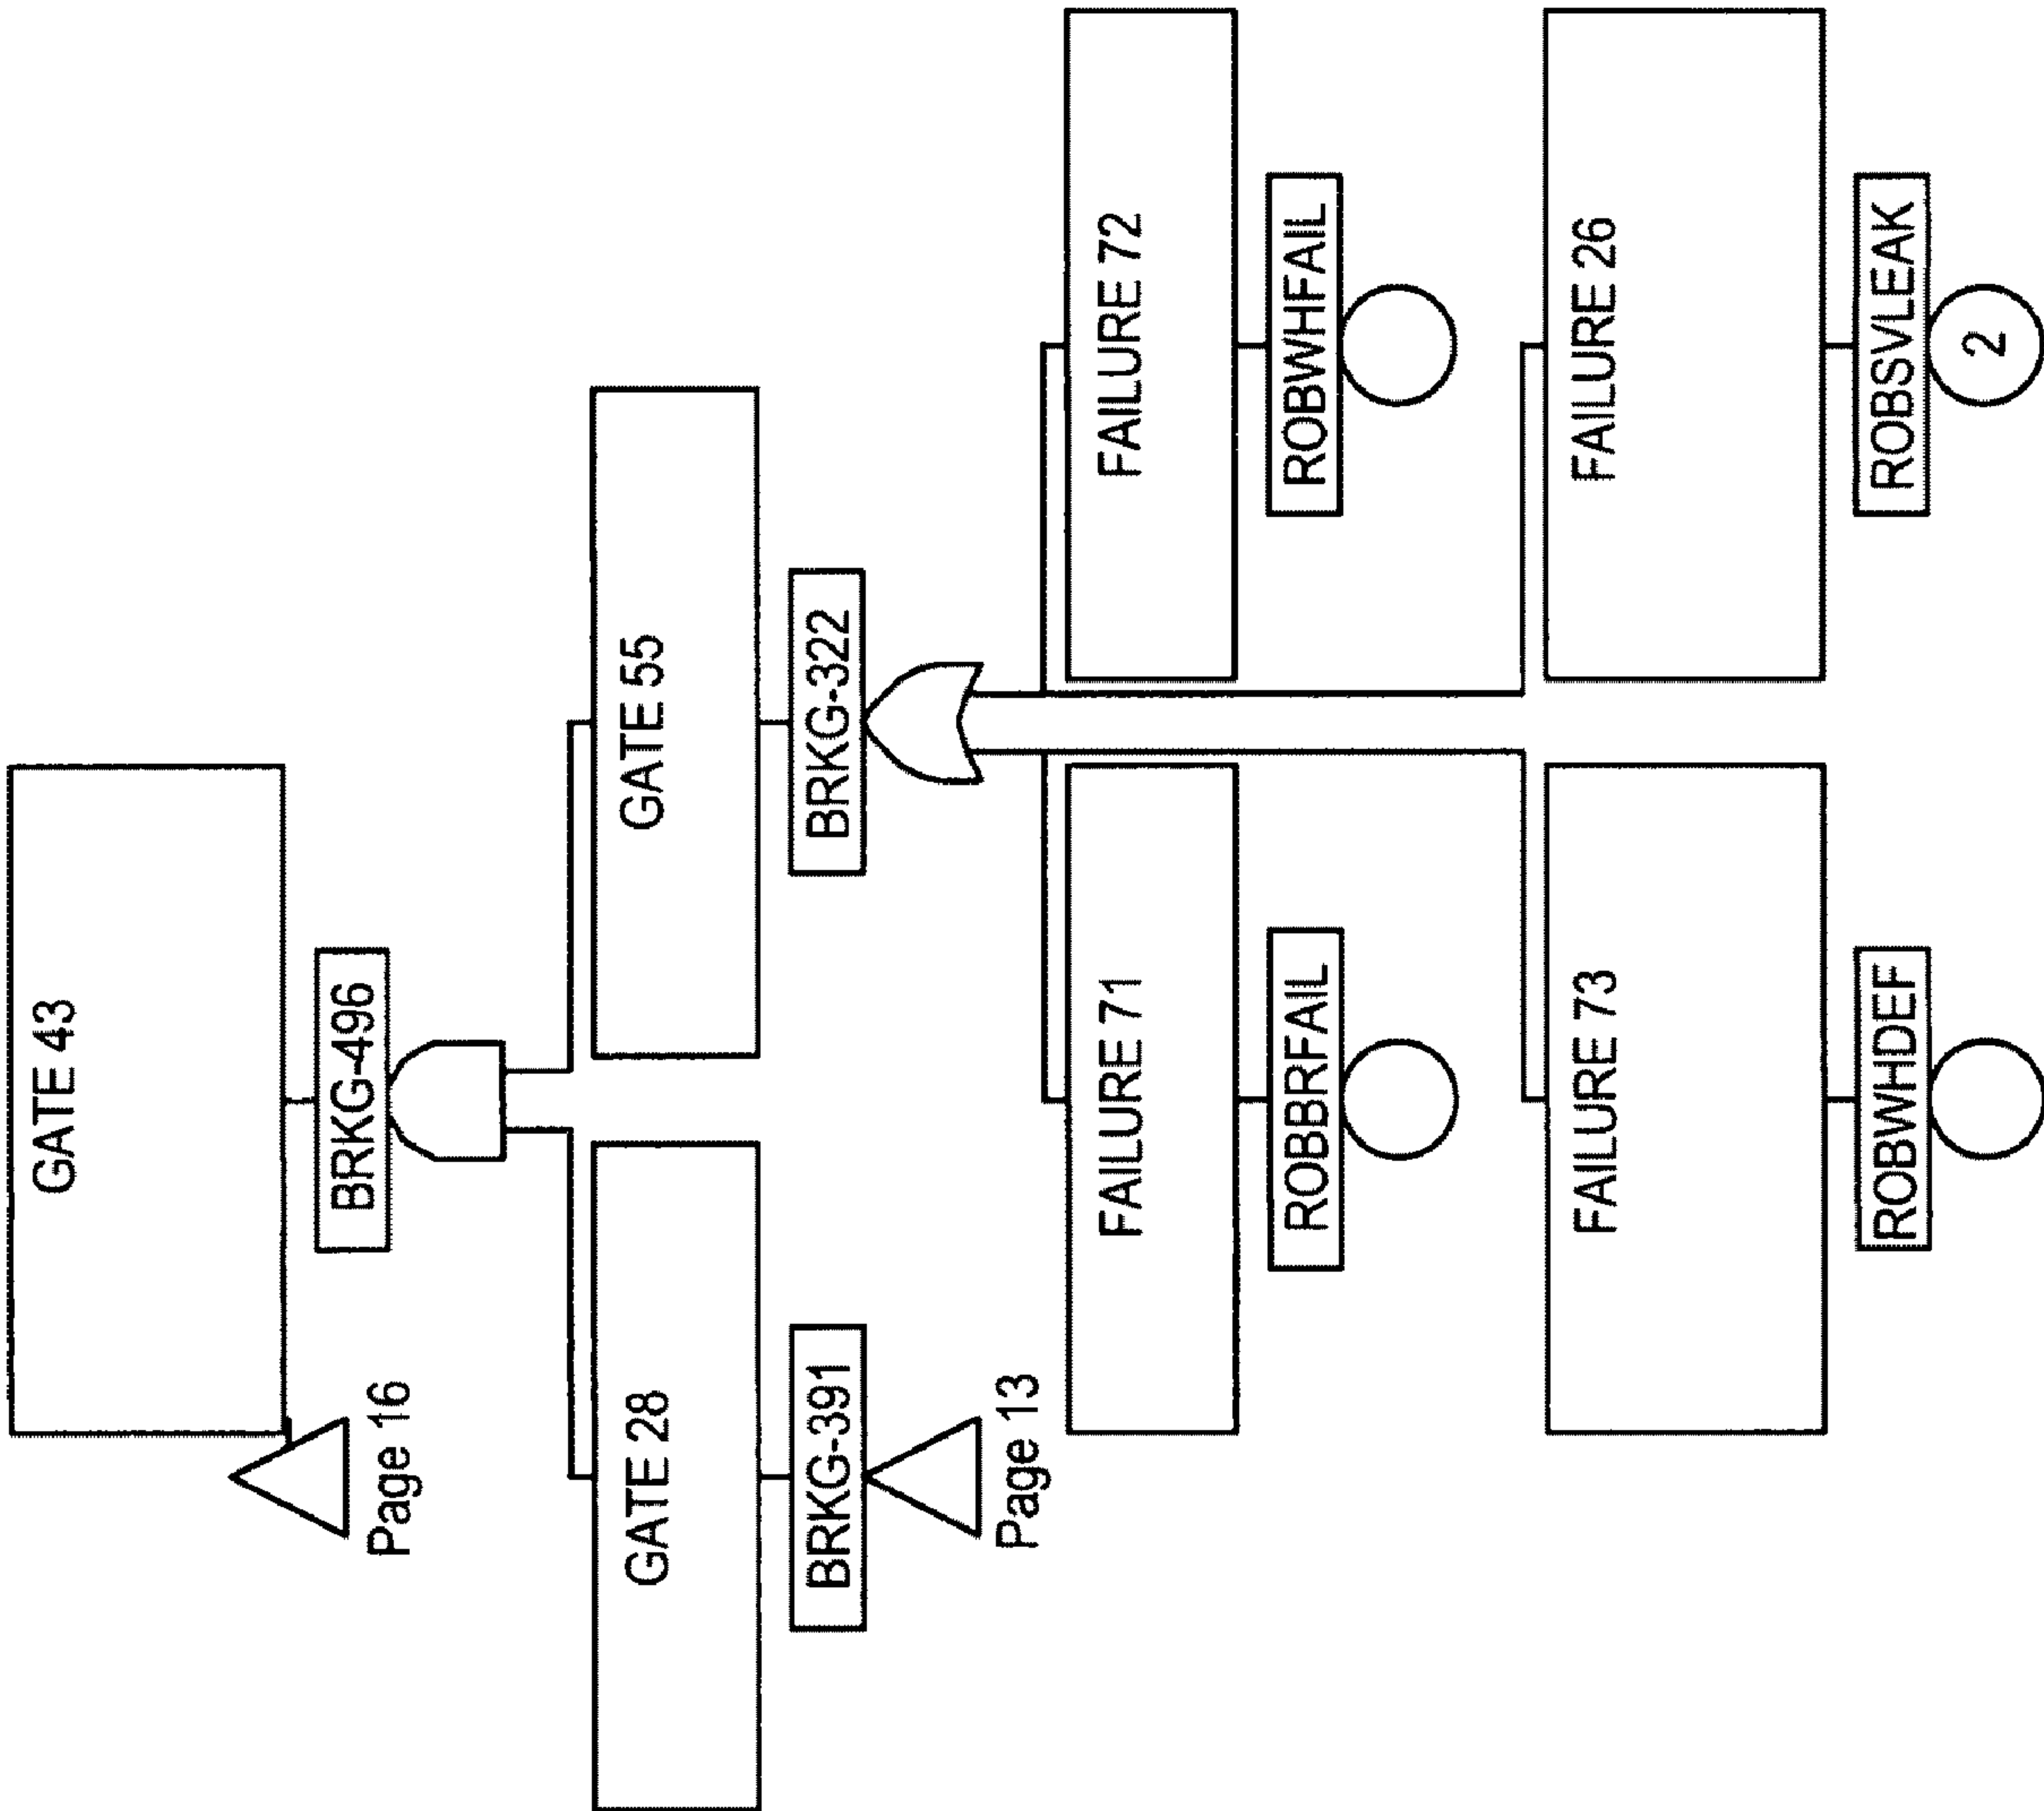 GATE 43
BRKG-496
Page 16
GATE 28
BRKG-391
Page 13
GATE 55
BRKG-322
FAILURE 71
ROBBRFAIL
FAILURE 72
ROBWHFAIL
FAILURE 73
ROBWHDEF
FAILURE 26
ROBSVLEAK
2